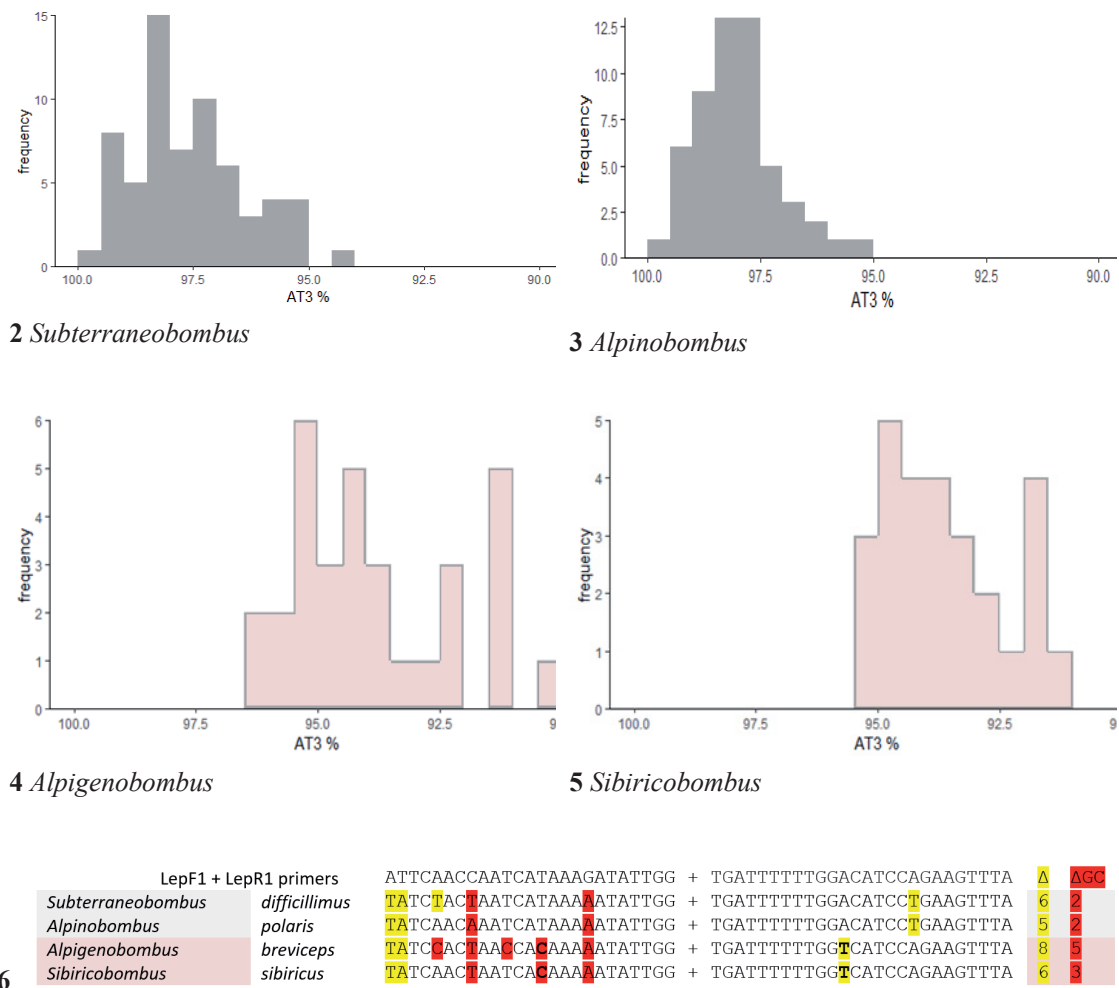 15
10
5
0
frequency
100.0 97.5 95.0 92.5 90.0
AT3 %
2 Subterraneobombus
12.5
10.0
7.5
5.0
2.5
0.0
frequency
100.0 97.5 95.0 92.5 90.0
AT3 %
3 Alpinobombus
6
5
4
3
2
1
0
frequency
100.0 97.5 95.0 92.5 9
AT3 %
4 Alpigenobombus
5
4
3
2
1
0
frequency
100.0 97.5 95.0 92.5 9
AT3 %
5 Sibiricobombus
LepF1 + LepR1 primers ATTCAACCAATCATAAAGATATTGG + TGATTTTTTGGACATCCAGAAGTTTA Δ ΔGC
Subterraneobombus difficillimus TATCTACTAATCATAAAAATATTGG + TGATTTTTTGGACATCCTGAAGTTTA 6 2
Alpinobombus polaris TATCAACAAATCATAAAAATATTGG + TGATTTTTTGGACATCCTGAAGTTTA 5 2
Alpigenobombus breviceps TATCCACTAACCACAAAAATATTGG + TGATTTTTTGGTCATCCAGAAGTTTA 8 5
Sibiricobombus sibiricus TATCAACTAATCACAAAAATATTGG + TGATTTTTTGGTCATCCAGAAGTTTA 6 3
6